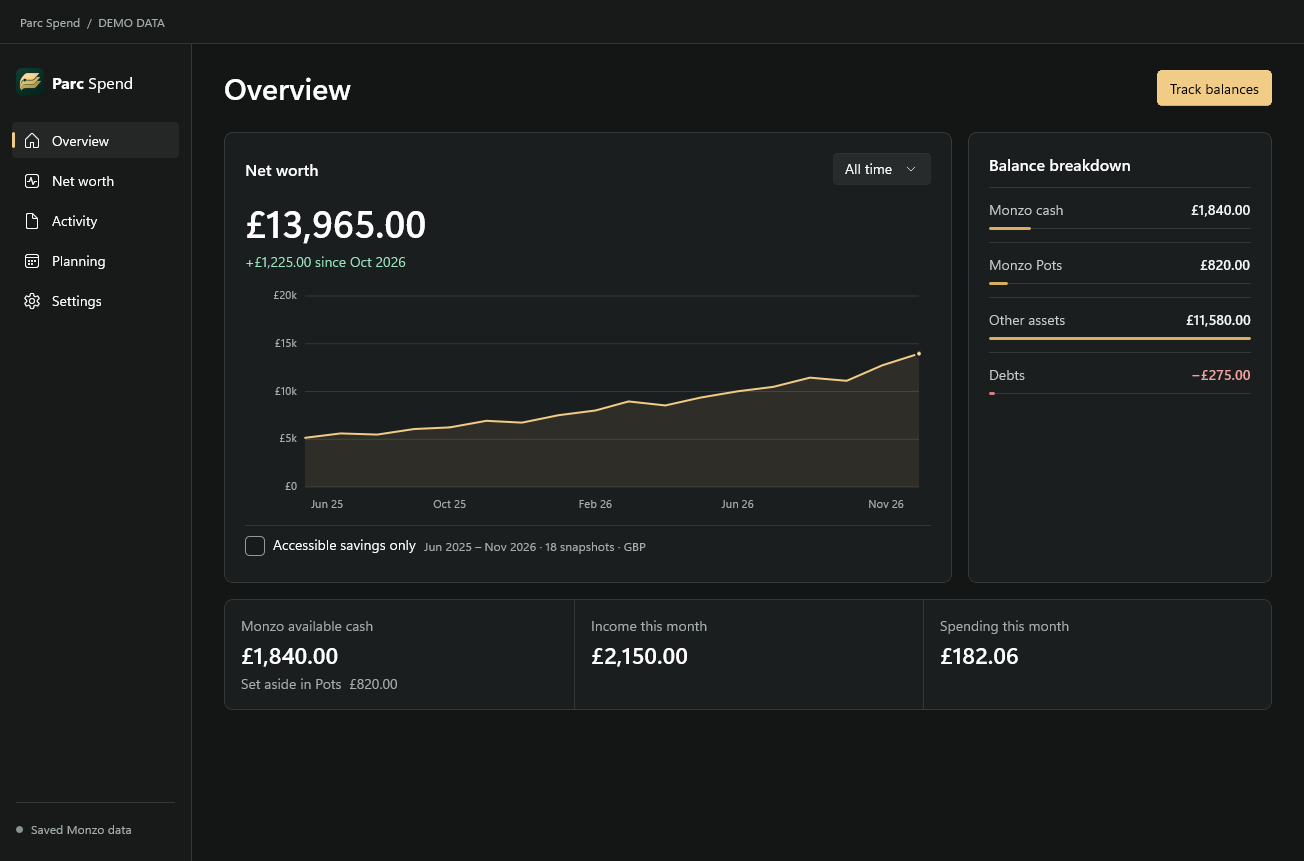 Parc Spend / DEMO DATA
Parc Spend
Overview
Net worth
Activity
Planning
Settings
Saved Monzo data
Overview
Track balances
Net worth
All time
£13,965.00
+£1,225.00 since Oct 2026
£20k
£15k
£10k
£5k
£0
Jun 25 Oct 25 Feb 26 Jun 26 Nov 26
Accessible savings only Jun 2025 – Nov 2026 · 18 snapshots · GBP
Balance breakdown
Monzo cash £1,840.00
Monzo Pots £820.00
Other assets £11,580.00
Debts −£275.00
Monzo available cash
£1,840.00
Set aside in Pots £820.00
Income this month
£2,150.00
Spending this month
£182.06